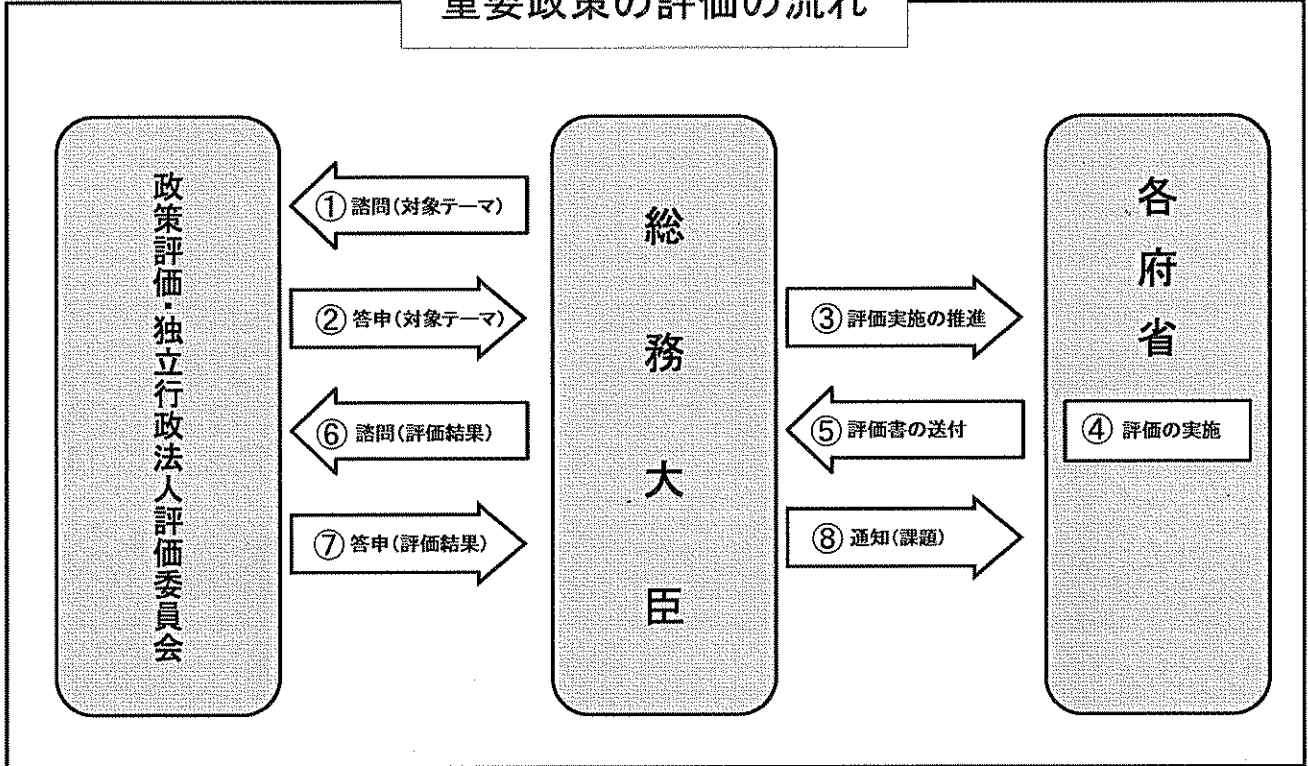 重要政策の評価の流れ
政策評価・独立行政法人評価委員会
①諮問(対象テーマ)
②答申(対象テーマ)
⑥諮問(評価結果)
⑦答申(評価結果)
総務大臣
③評価実施の推進
⑤評価書の送付
⑧通知(課題)
各府省
④評価の実施